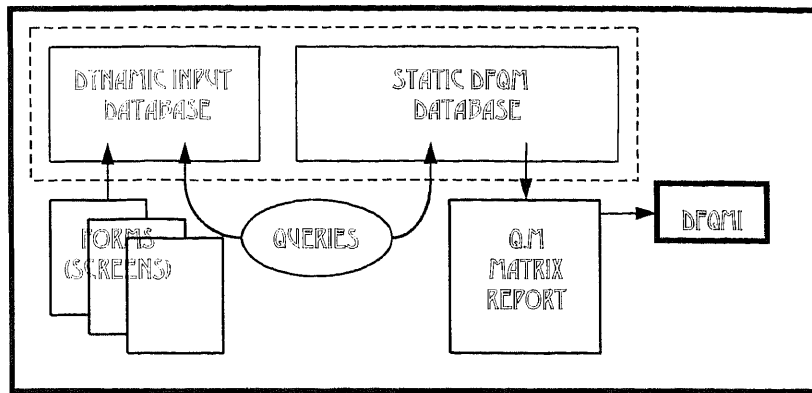 DYNAMIC INPUT
DATABASE
STATIC DFQM
DATABASE
FORMS
(SCREENS)
QUERIES
Q.M
MATRIX
REPORT
DFQMI